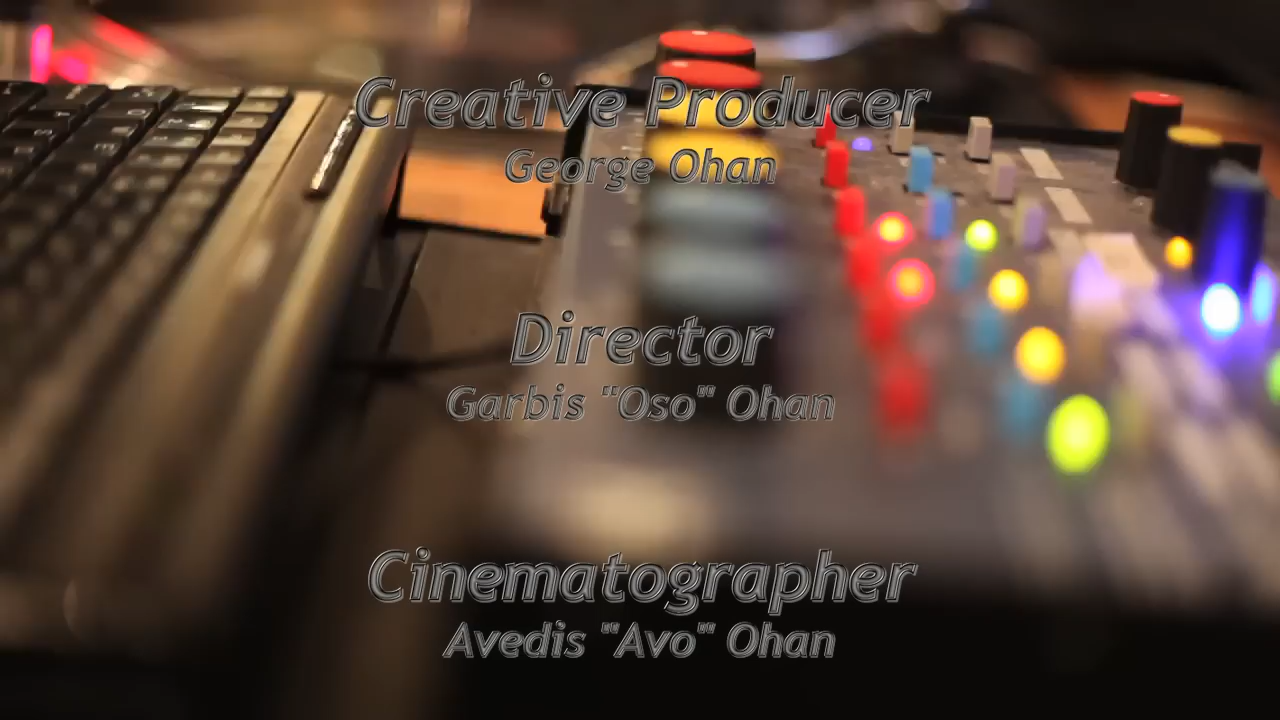 Creative Producer
George Ohan
Director
Garbis "Oso" Ohan
Cinematographer
Avedis "Avo" Ohan